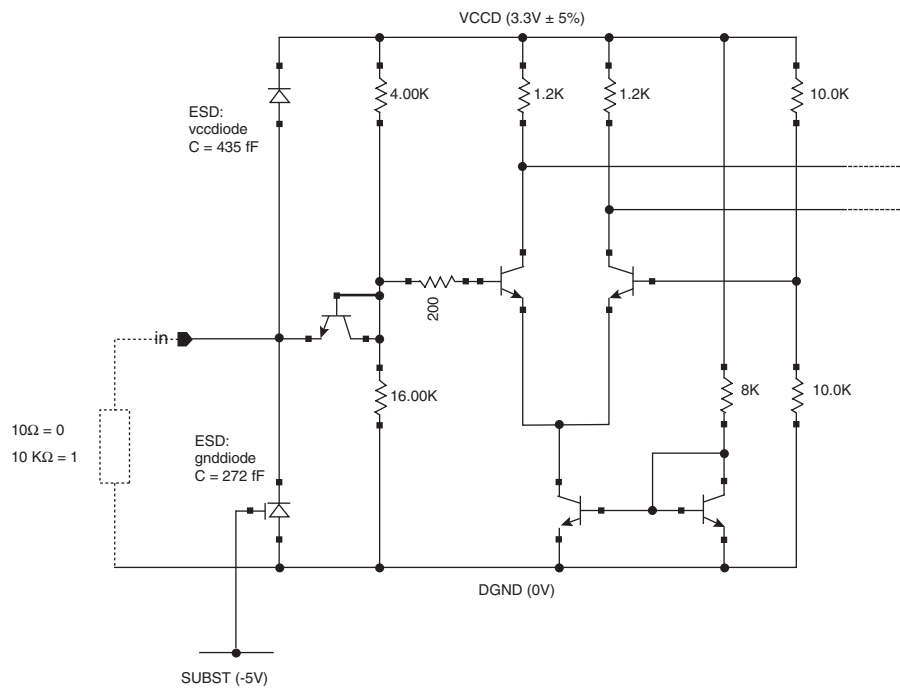 VCCD (3.3V ± 5%)
4.00K
1.2K
1.2K
10.0K
ESD:
vccdiode
C = 435 fF
200
in
16.00K
8K
10.0K
10Ω = 0
10 KΩ = 1
ESD:
gnddiode
C = 272 fF
DGND (0V)
SUBST (-5V)